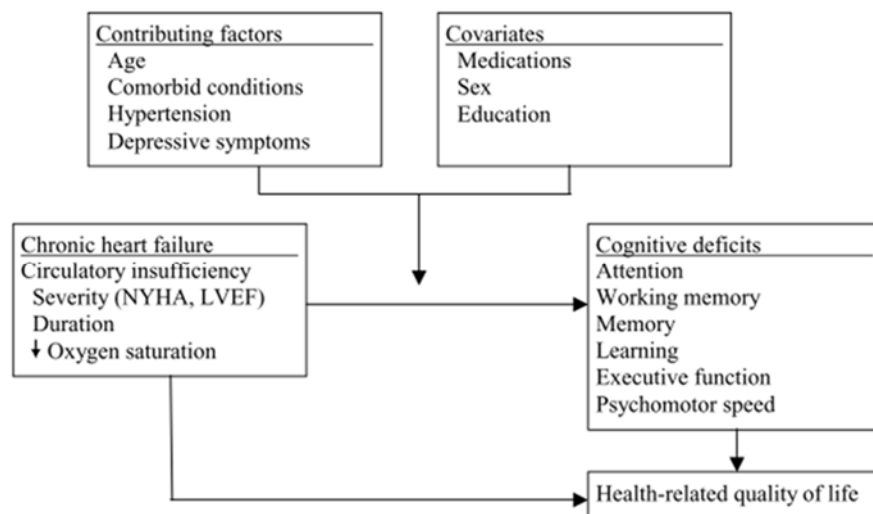 Contributing factors
Age
Comorbid conditions
Hypertension
Depressive symptoms
Covariates
Medications
Sex
Education
Chronic heart failure
Circulatory insufficiency
Severity (NYHA, LVEF)
Duration
↓ Oxygen saturation
Cognitive deficits
Attention
Working memory
Memory
Learning
Executive function
Psychomotor speed
Health-related quality of life